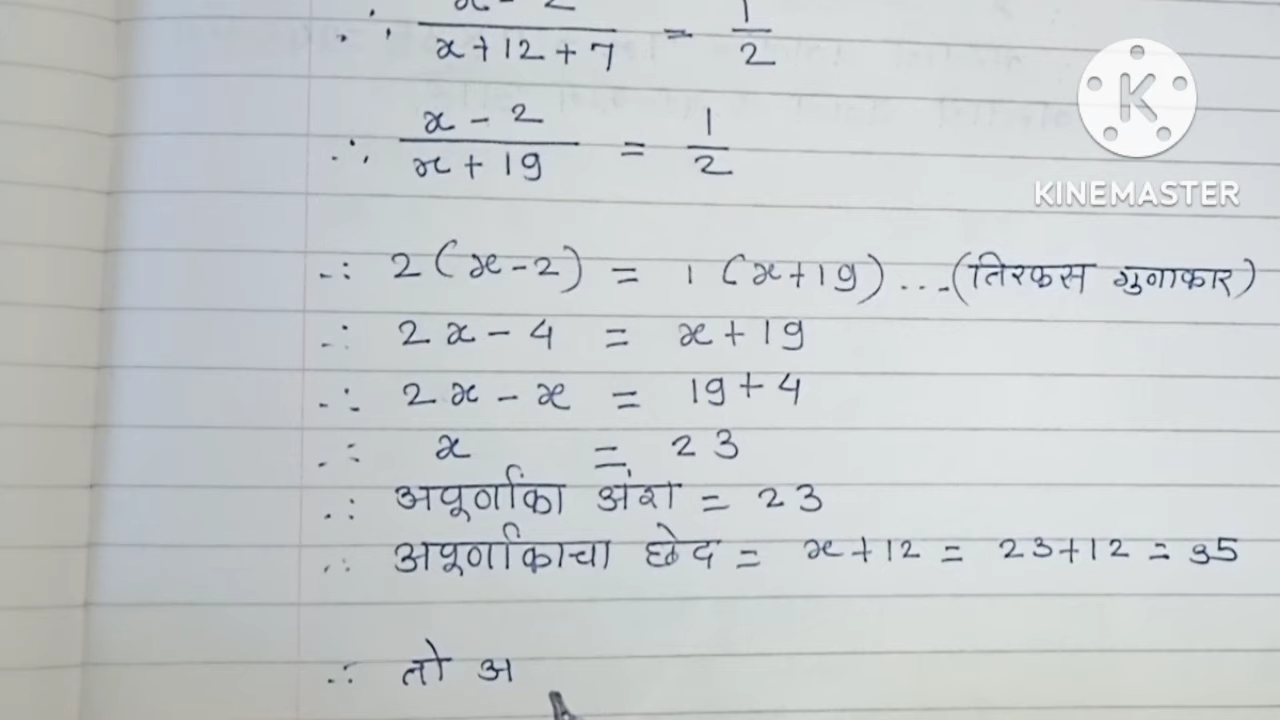 ∴ x - 2 / x + 12 + 7 = 1/2
∴ x - 2 / x + 19 = 1/2
K
KINEMASTER
∴ 2 (x - 2) = 1 (x + 19) ... (तिरकस गुणाकार)
∴ 2x - 4 = x + 19
∴ 2x - x = 19 + 4
∴ x = 23
∴ अपूर्णांका अंश = 23
∴ अपूर्णांकाचा छेद = x + 12 = 23 + 12 = 35
∴ तो अ